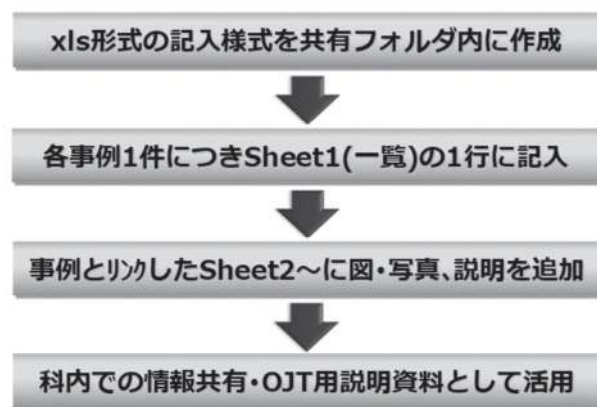 xls形式の記入様式を共有フォルダ内に作成
各事例1件につきSheet1(一覧)の1行に記入
事例とﾘﾝｸしたSheet2～に図・写真、説明を追加
科内での情報共有・OJT用説明資料として活用